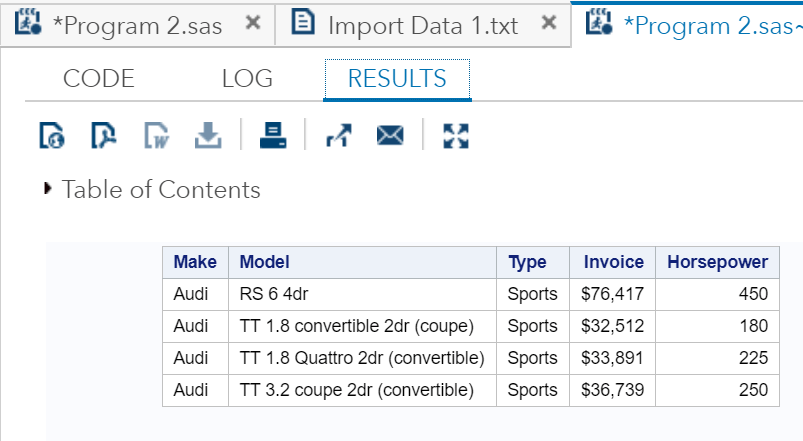 *Program 2.sas × Import Data 1.txt × *Program 2.sas~
CODE LOG RESULTS
Table of Contents
Make Model Type Invoice Horsepower
Audi RS 6 4dr Sports $76,417 450
Audi TT 1.8 convertible 2dr (coupe) Sports $32,512 180
Audi TT 1.8 Quattro 2dr (convertible) Sports $33,891 225
Audi TT 3.2 coupe 2dr (convertible) Sports $36,739 250